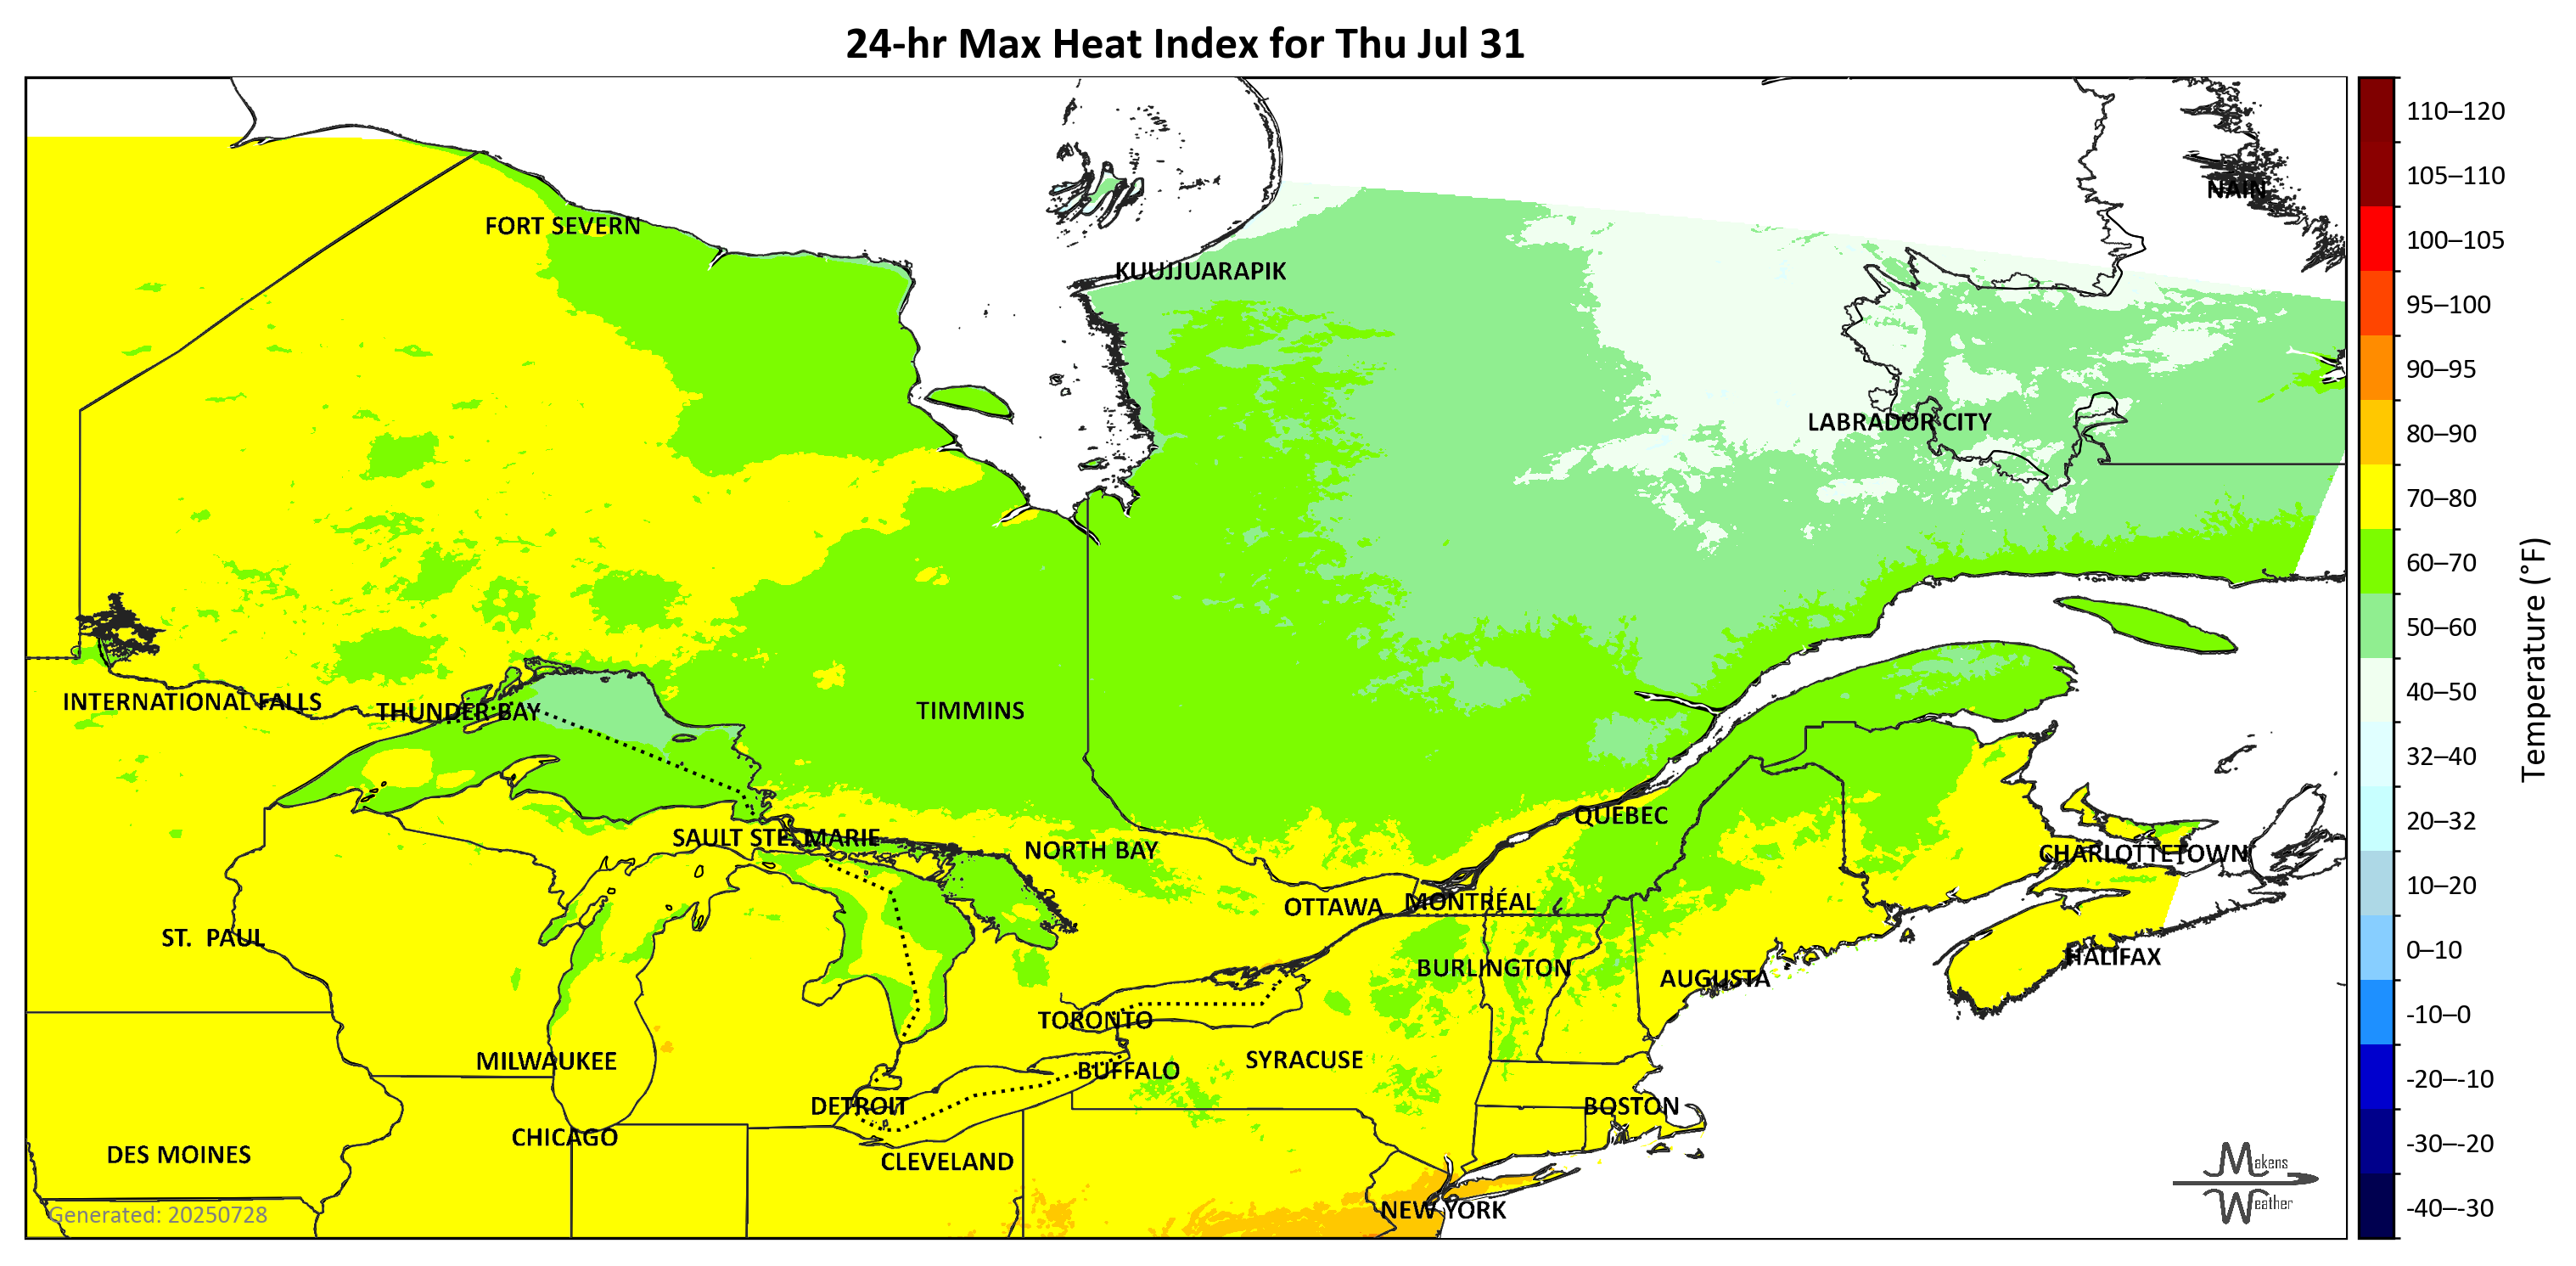 24-hr Max Heat Index for Thu Jul 31
110–120
105–110
NAIN
FORT SEVERN
100–105
KUUJJUARAPIK
95–100
90–95
LABRADOR CITY
80–90
70–80
60–70
50–60
Temperature (°F)
INTERNATIONAL FALLS
THUNDER BAY
TIMMINS
40–50
32–40
QUEBEC
20–32
SAULT STE. MARIE
NORTH BAY
CHARLOTTETOWN
10–20
OTTAWA
MONTRÉAL
ST. PAUL
0–10
HALIFAX
BURLINGTON
AUGUSTA
-10–0
TORONTO
MILWAUKEE
SYRACUSE
BUFFALO
-20–-10
DETROIT
BOSTON
CHICAGO
-30–-20
DES MOINES
CLEVELAND
Makens
Weather
NEW YORK
-40–-30
Generated: 20250728